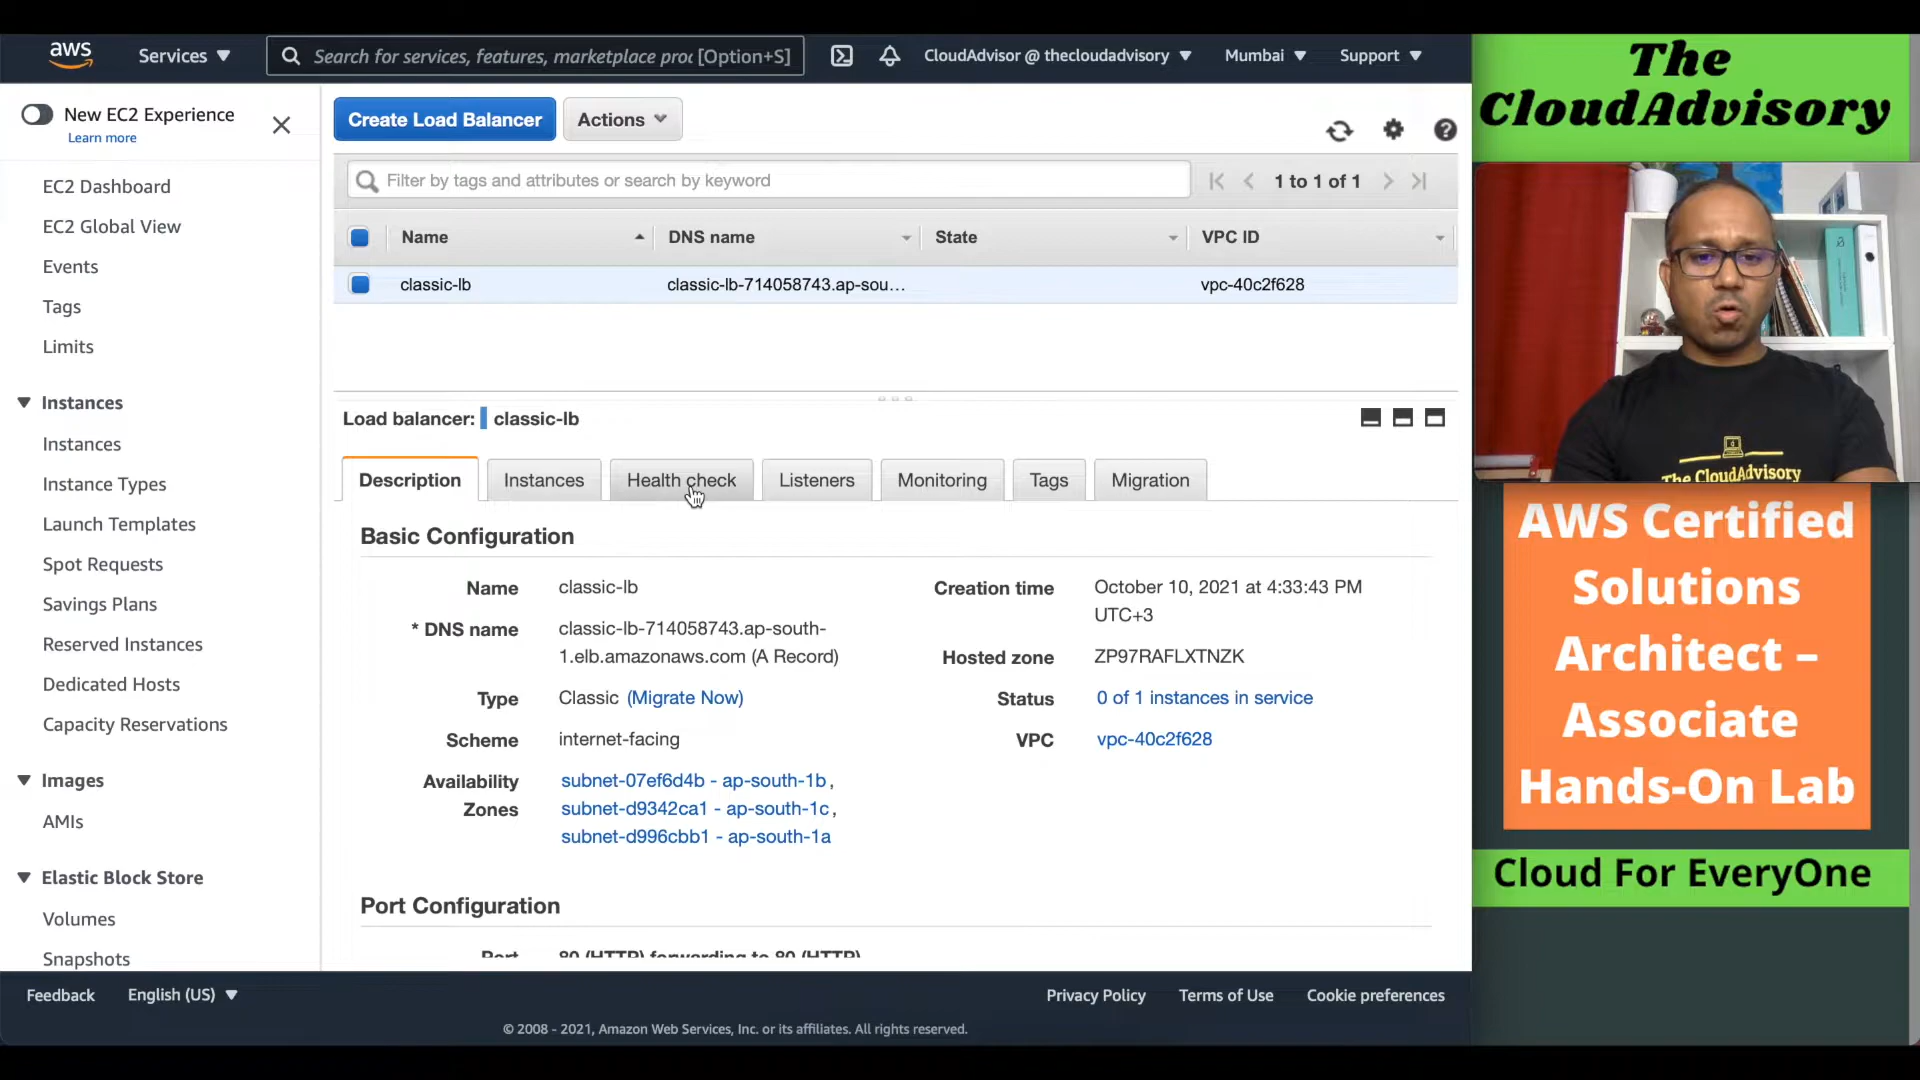 aws
Services
Search for services, features, marketplace proc [Option+S]
CloudAdvisor @ thecloudadvisory
Mumbai
Support
New EC2 Experience
Learn more
EC2 Dashboard
EC2 Global View
Events
Tags
Limits
Instances
Instances
Instance Types
Launch Templates
Spot Requests
Savings Plans
Reserved Instances
Dedicated Hosts
Capacity Reservations
Images
AMIs
Elastic Block Store
Volumes
Snapshots
Create Load Balancer
Actions
Filter by tags and attributes or search by keyword
1 to 1 of 1
Name DNS name State VPC ID
classic-lb classic-lb-714058743.ap-sou... vpc-40c2f628
Load balancer: classic-lb
Description Instances Health check Listeners Monitoring Tags Migration
Basic Configuration
Name classic-lb
* DNS name classic-lb-714058743.ap-south-
1.elb.amazonaws.com (A Record)
Type Classic (Migrate Now)
Scheme internet-facing
Availability subnet-07ef6d4b - ap-south-1b,
Zones subnet-d9342ca1 - ap-south-1c,
subnet-d996cbb1 - ap-south-1a
Creation time October 10, 2021 at 4:33:43 PM
UTC+3
Hosted zone ZP97RAFLXTNZK
Status 0 of 1 instances in service
VPC vpc-40c2f628
Port Configuration
Port 80 (HTTP) forwarding to 80 (HTTP)
Feedback
English (US)
Privacy Policy
Terms of Use
Cookie preferences
© 2008 - 2021, Amazon Web Services, Inc. or its affiliates. All rights reserved.
The
CloudAdvisory
The CloudAdvisory
AWS Certified
Solutions
Architect –
Associate
Hands-On Lab
Cloud For EveryOne